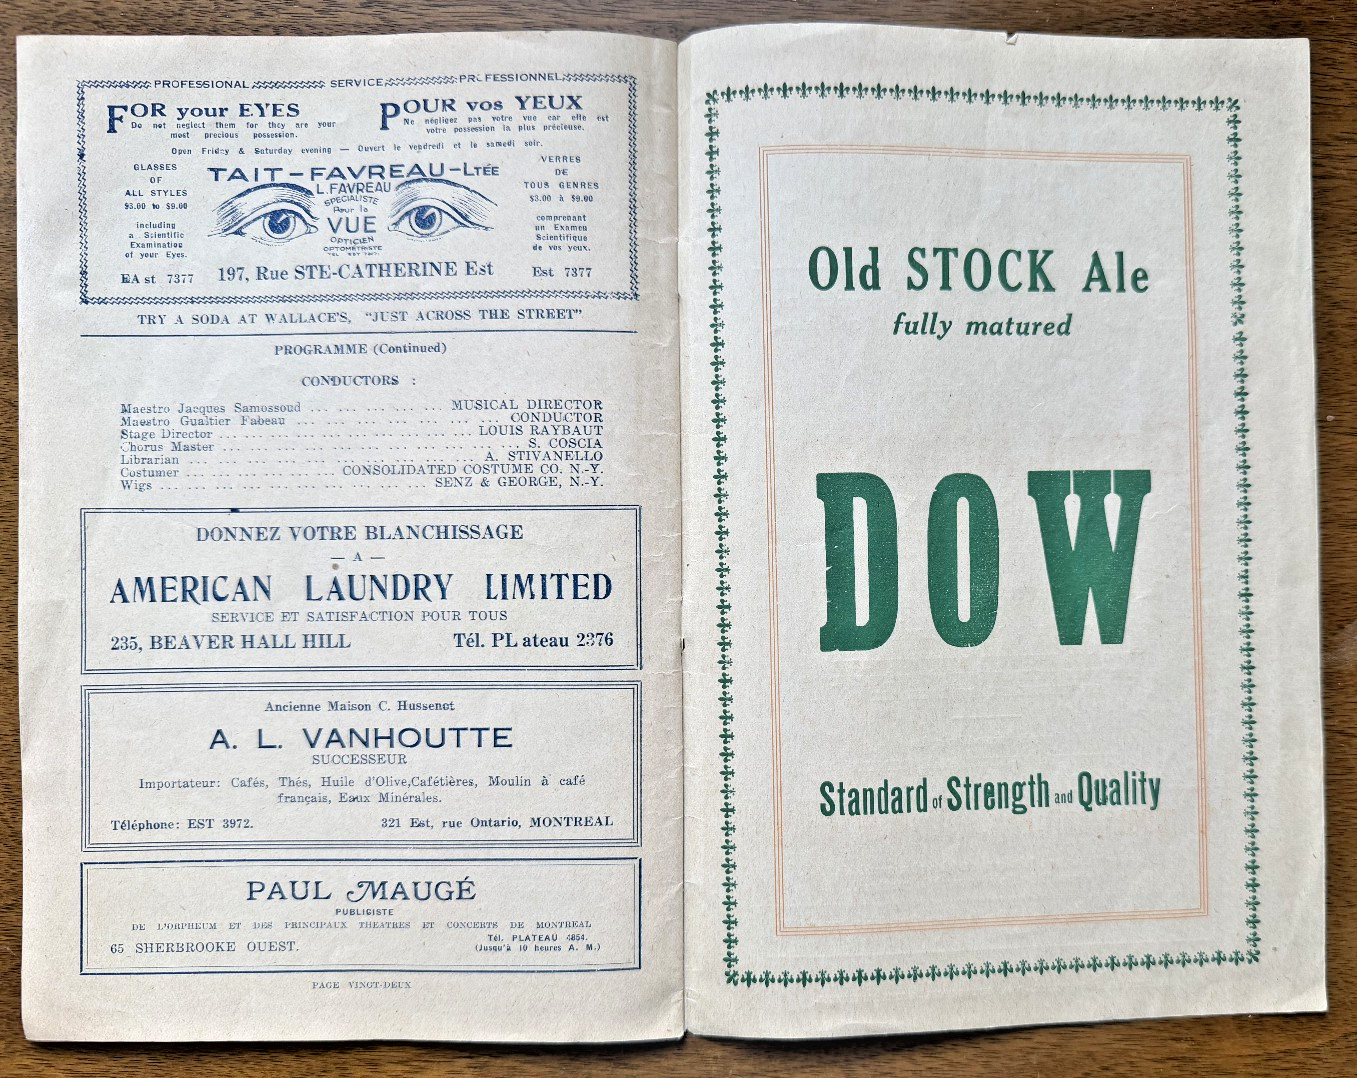 PROFESSIONAL SERVICE PROFESSIONNEL
FOR your EYES
Do not neglect them for they are your
most precious possession.
POUR vos YEUX
Ne négligez pas votre vue car elle est
votre possession la plus précieuse.
Open Friday & Saturday evening — Ouvert le vendredi et le samedi soir.
GLASSES
OF
ALL STYLES
$3.00 to $9.00
including
a Scientific
Examination
of your Eyes.
EA st 7377
TAIT-FAVREAU-LTÉE
L. FAVREAU
SPÉCIALISTE
Pour la
VUE
OPTICIEN
OPTOMETRISTE
TEL. EST 7377.
197, Rue STE-CATHERINE Est
VERRES
DE
TOUS GENRES
$3.00 à $9.00
comprenant
un Examen
Scientifique
de vos yeux.
Est 7377
TRY A SODA AT WALLACE'S, "JUST ACROSS THE STREET"
PROGRAMME (Continued)
CONDUCTORS :
Maestro Jacques Samossoud ... ... ... ... ... MUSICAL DIRECTOR
Maestro Gualtier Fabeau ... ... ... ... ... ... CONDUCTOR
Stage Director ... ... ... ... ... ... ... LOUIS RAYBAUT
Chorus Master ... ... ... ... ... ... ... S. COSCIA
Librarian ... ... ... ... ... ... ... A. STIVANELLO
Costumer ... ... ... ... ... CONSOLIDATED COSTUME CO. N.-Y.
Wigs ... ... ... ... ... ... ... SENZ & GEORGE, N.-Y.
DONNEZ VOTRE BLANCHISSAGE
— A —
AMERICAN LAUNDRY LIMITED
SERVICE ET SATISFACTION POUR TOUS
235, BEAVER HALL HILL Tél. PL ateau 2376
Ancienne Maison C. Hussenot
A. L. VANHOUTTE
SUCCESSEUR
Importateur: Cafés, Thés, Huile d'Olive,Cafétières, Moulin à café
français, Eaux Minérales.
Téléphone: EST 3972. 321 Est, rue Ontario, MONTREAL
PAUL MAUGÉ
PUBLICISTE
DE L'ORPHEUM ET DES PRINCIPAUX THEATRES ET CONCERTS DE MONTREAL
65 SHERBROOKE OUEST.
Tél. PLATEAU 4854.
(Jusqu'à 10 heures A. M.)
PAGE VINGT-DEUX
Old STOCK Ale
fully matured
DOW
Standard of Strength and Quality